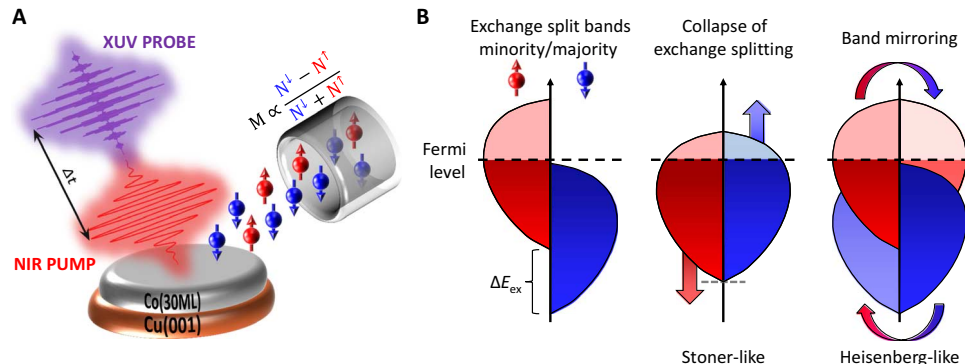 A
XUV PROBE
Δt
NIR PUMP
M ∝ N↓ − N↑ / N↓ + N↑
Co(30ML)
Cu(001)
B
Exchange split bands
minority/majority
Collapse of
exchange splitting
Band mirroring
Fermi
level
ΔEex
Stoner-like
Heisenberg-like